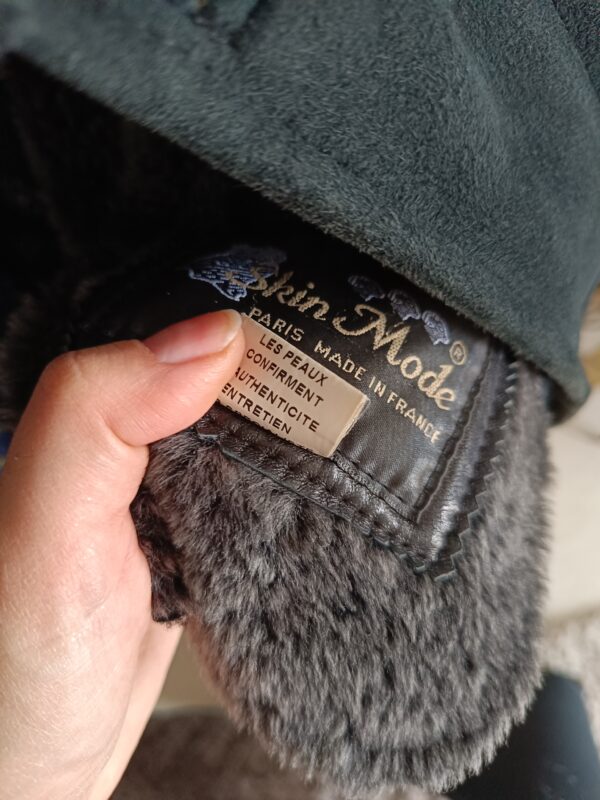 Skin Mode®
PARIS MADE IN FRANCE
LES PEAUX
CONFIRMENT
AUTHENTICITE
ENTRETIEN